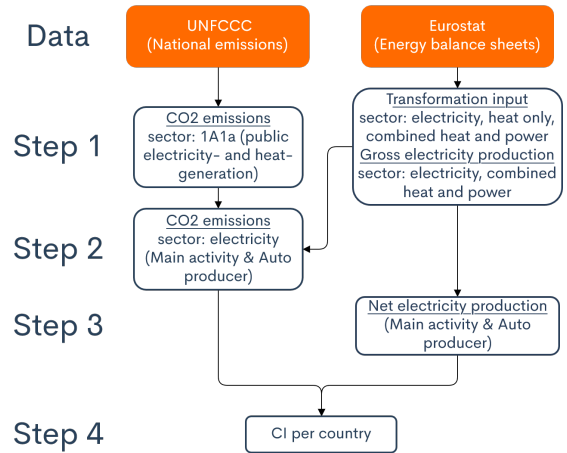 Data
UNFCCC
(National emissions)
Eurostat
(Energy balance sheets)
Step 1
CO2 emissions
sector: 1A1a (public
electricity- and heat-
generation)
Transformation input
sector: electricity, heat only,
combined heat and power
Gross electricity production
sector: electricity, combined
heat and power
Step 2
CO2 emissions
sector: electricity
(Main activity & Auto
producer)
Step 3
Net electricity production
(Main activity & Auto
producer)
Step 4
CI per country